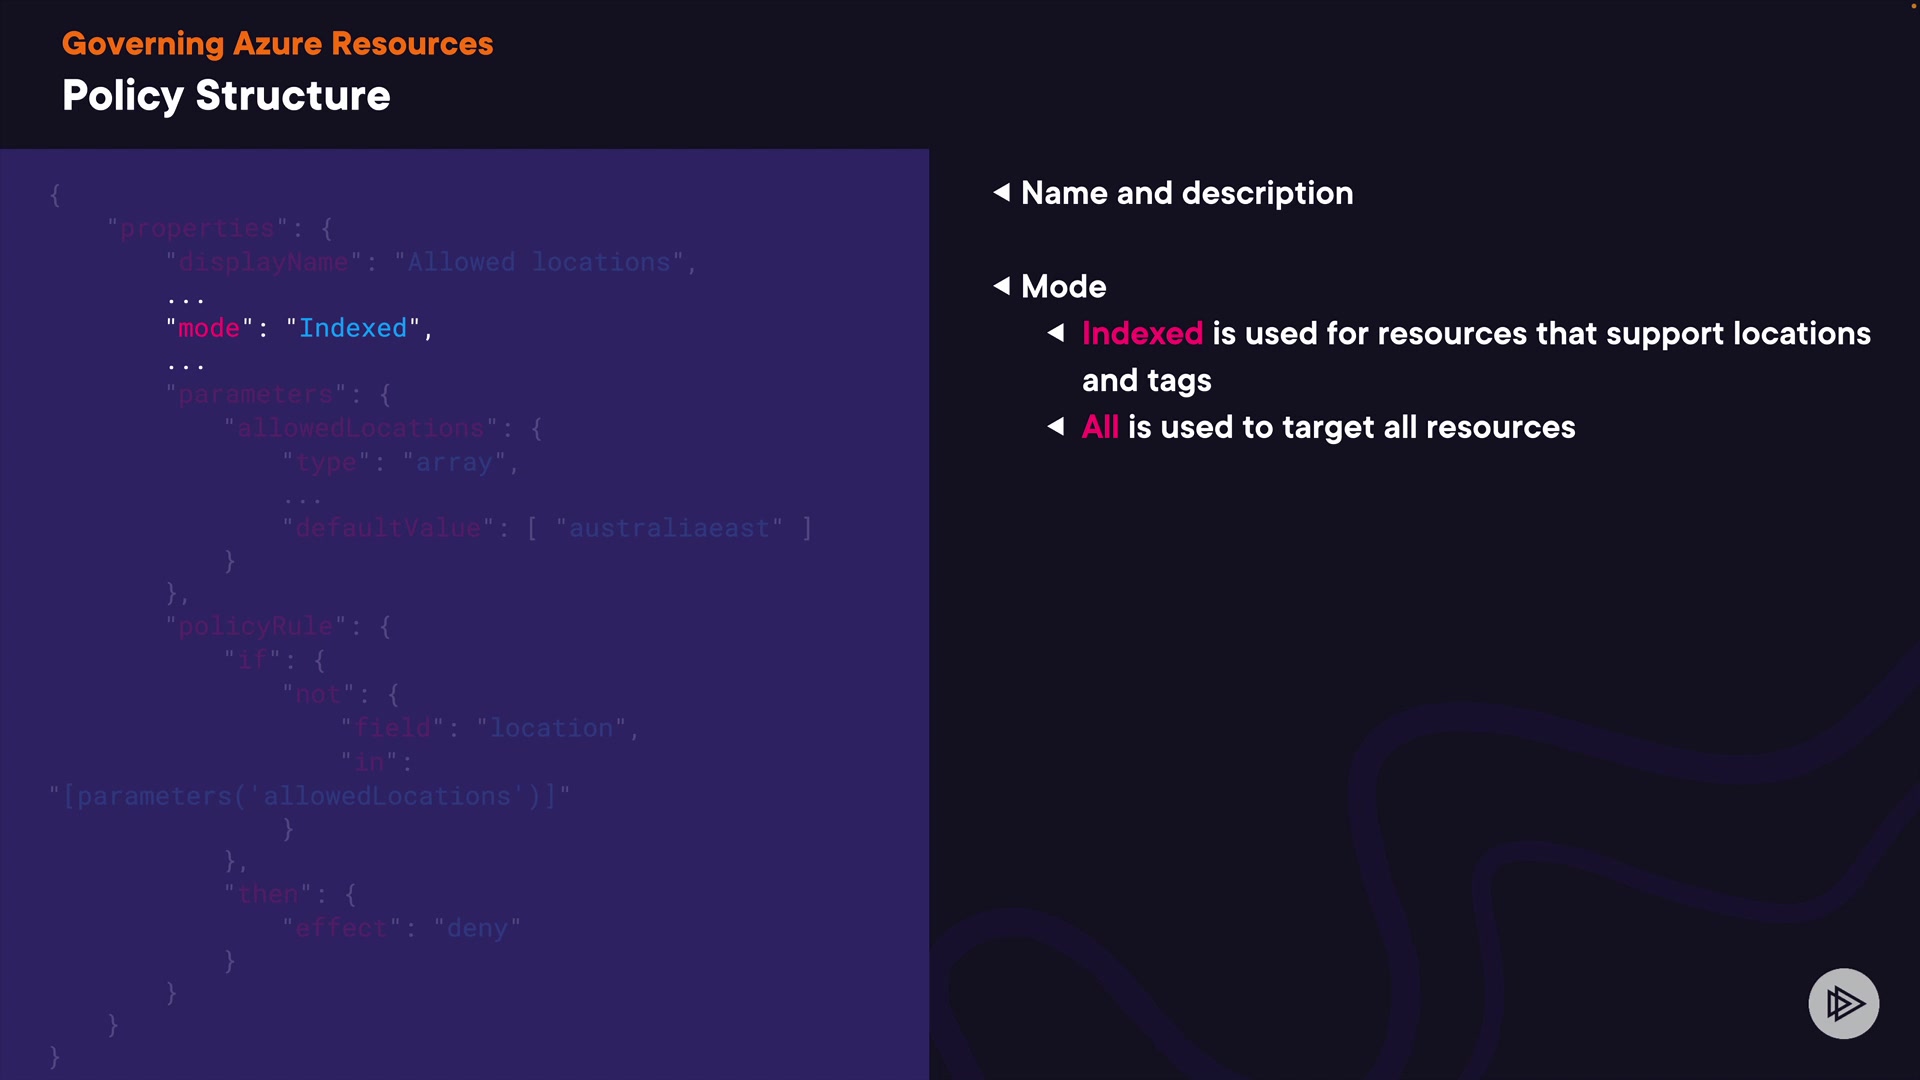 Governing Azure Resources
Policy Structure
{
"properties": {
"displayName": "Allowed locations",
...
"mode": "Indexed",
...
"parameters": {
"allowedLocations": {
"type": "array",
...
"defaultValue": [ "australiaeast" ]
}
},
"policyRule": {
"if": {
"not": {
"field": "location",
"in":
"[parameters('allowedLocations')]"
}
},
"then": {
"effect": "deny"
}
}
}
}
Name and description
Mode
Indexed is used for resources that support locations
and tags
All is used to target all resources